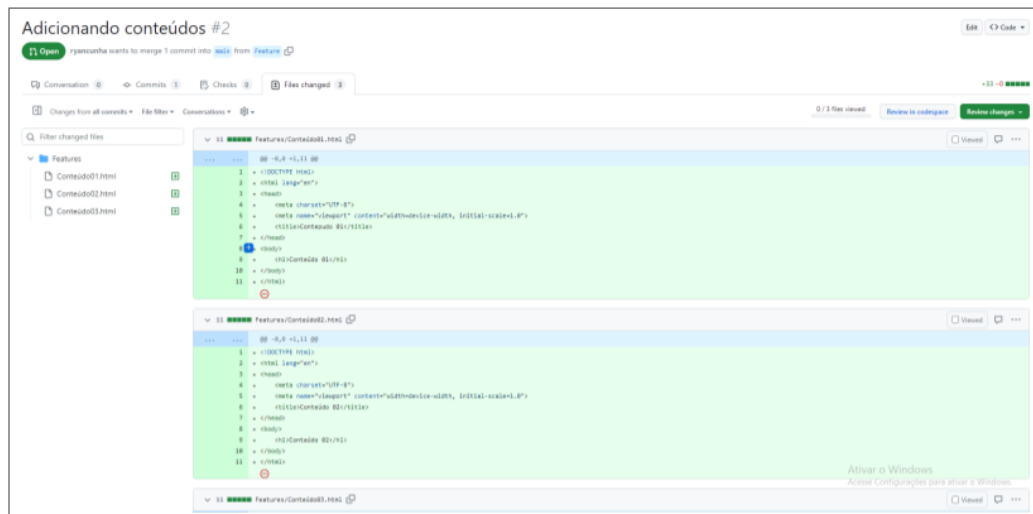 Adicionando conteúdos #2
Edit
Code
Open
ryancunha wants to merge 1 commit into main from Feature
Conversation 0
Commits 1
Checks 0
Files changed 3
+33 -0
Changes from all commits
File filter
Conversations
0 / 3 files viewed
Review in codespace
Review changes
Filter changed files
Features
Conteúdo01.html
Conteúdo02.html
Conteúdo03.html
11 Features/Conteúdo01.html
Viewed
... ... @@ -0,0 +1,11 @@
1 + <!DOCTYPE html>
2 + <html lang="en">
3 + <head>
4 + <meta charset="UTF-8">
5 + <meta name="viewport" content="width=device-width, initial-scale=1.0">
6 + <title>Contepudo 01</title>
7 + </head>
8 + <body>
9 + <h1>Conteúdo 01</h1>
10 + </body>
11 + </html>
11 Features/Conteúdo02.html
Viewed
... ... @@ -0,0 +1,11 @@
1 + <!DOCTYPE html>
2 + <html lang="en">
3 + <head>
4 + <meta charset="UTF-8">
5 + <meta name="viewport" content="width=device-width, initial-scale=1.0">
6 + <title>Conteúdo 02</title>
7 + </head>
8 + <body>
9 + <h1>Conteúdo 02</h1>
10 + </body>
11 + </html>
Ativar o Windows
Acesse Configurações para ativar o Windows.
11 Features/Conteúdo03.html
Viewed